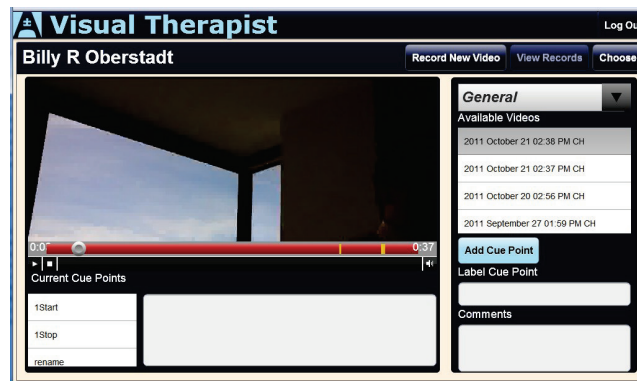 Visual Therapist
Log Ou
Billy R Oberstadt
Record New Video
View Records
Choose
General
Available Videos
2011 October 21 02:38 PM CH
2011 October 21 02:37 PM CH
2011 October 20 02:56 PM CH
2011 September 27 01:59 PM CH
0:37
Add Cue Point
Label Cue Point
Current Cue Points
1Start
1Stop
rename
Comments